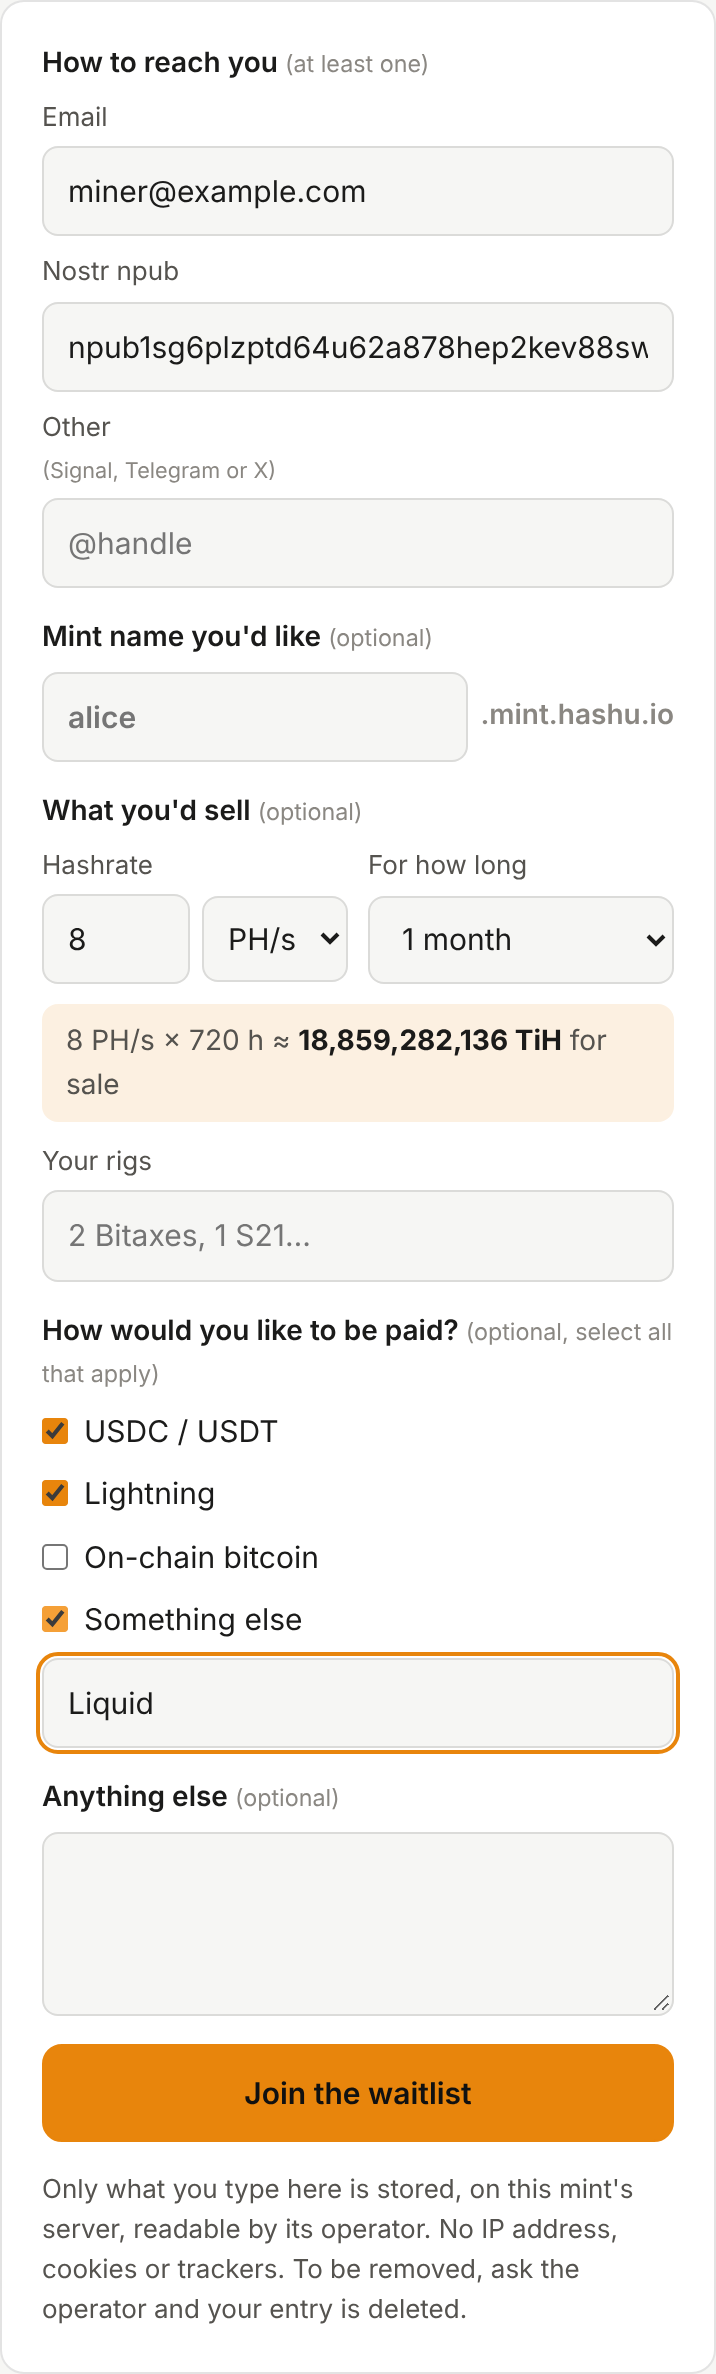 How to reach you (at least one)
Email
miner@example.com
Nostr npub
npub1sg6plzptd64u62a878hep2kev88sw
Other
(Signal, Telegram or X)
@handle
Mint name you'd like (optional)
alice .mint.hashu.io
What you'd sell (optional)
Hashrate For how long
8 PH/s 1 month
8 PH/s × 720 h ≈ 18,859,282,136 TiH for
sale
Your rigs
2 Bitaxes, 1 S21...
How would you like to be paid? (optional, select all
that apply)
USDC / USDT
Lightning
On-chain bitcoin
Something else
Liquid
Anything else (optional)
Join the waitlist
Only what you type here is stored, on this mint's
server, readable by its operator. No IP address,
cookies or trackers. To be removed, ask the
operator and your entry is deleted.